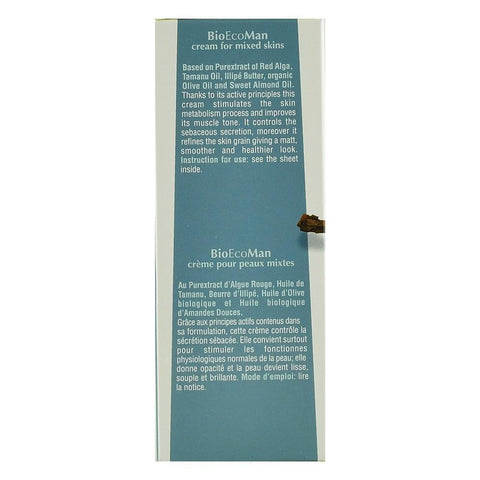 BioEcoMan
cream for mixed skins
Based on Purextract of Red Alga,
Tamanu Oil, Illipé Butter, organic
Olive Oil and Sweet Almond Oil.
Thanks to its active principles this
cream stimulates the skin
metabolism process and improves
its muscle tone. It controls the
sebaceous secretion, moreover it
refines the skin grain giving a matt,
smoother and healthier look.
Instruction for use: see the sheet
inside.
BioEcoMan
crème pour peaux mixtes
Au Purextract d'Algue Rouge, Huile de
Tamanu, Beurre d'Illipé, Huile d'Olive
biologique et Huile biologique
d'Amandes Douces.
Grâce aux principes actifs contenus dans
sa formulation, cette crème contrôle la
sécrétion sébacée. Elle convient surtout
pour stimuler les fonctionnes
physiologiques normales de la peau; elle
donne opacité et la peau devient lisse,
souple et brillante. Mode d'emploi: lire
la notice.